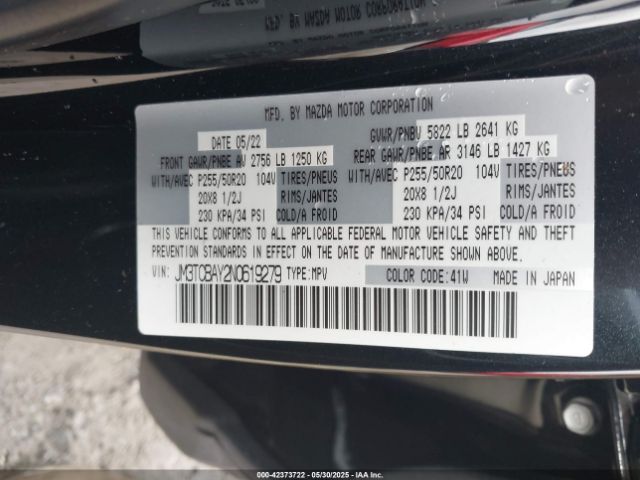 MFD. BY MAZDA MOTOR CORPORATION
DATE 05/22 GVWR/PNBV 5822 LB 2641 KG
FRONT GAWR/PNBE AV 2756 LB 1250 KG REAR GAWR/PNBE AR 3146 LB 1427 KG
WITH/AVEC P255/50R20 104V TIRES/PNEUS WITH/AVEC P255/50R20 104V TIRES/PNEUS
20X8 1/2J RIMS/JANTES 20X8 1/2J RIMS/JANTES
230 KPA/34 PSI COLD/A FROID 230 KPA/34 PSI COLD/A FROID
THIS VEHICLE CONFORMS TO ALL APPLICABLE FEDERAL MOTOR VEHICLE SAFETY AND THEFT
PREVENTION STANDARDS IN EFFECT ON THE DATE OF MANUFACTURE SHOWN ABOVE.
VIN: JM3TCBAY2N0619279 TYPE:MPV COLOR CODE:41W MADE IN JAPAN
© IAAI - 42373722 - 05/30/2025 - IAAI.COM